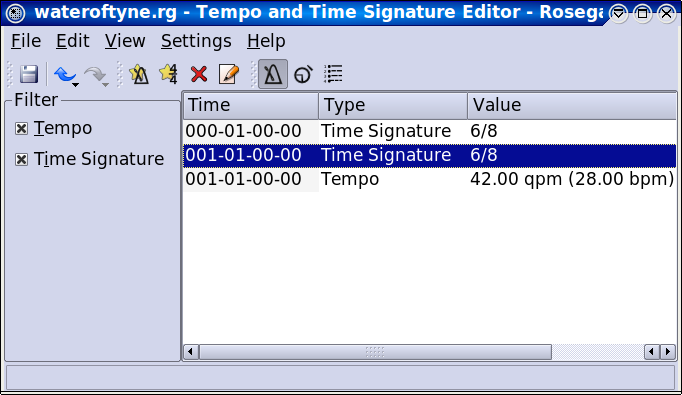 wateroftyne.rg - Tempo and Time Signature Editor - Rosega
File Edit View Settings Help
4
4
Filter
Tempo
Time Signature
Time Type Value
000-01-00-00 Time Signature 6/8
001-01-00-00 Time Signature 6/8
001-01-00-00 Tempo 42.00 qpm (28.00 bpm)